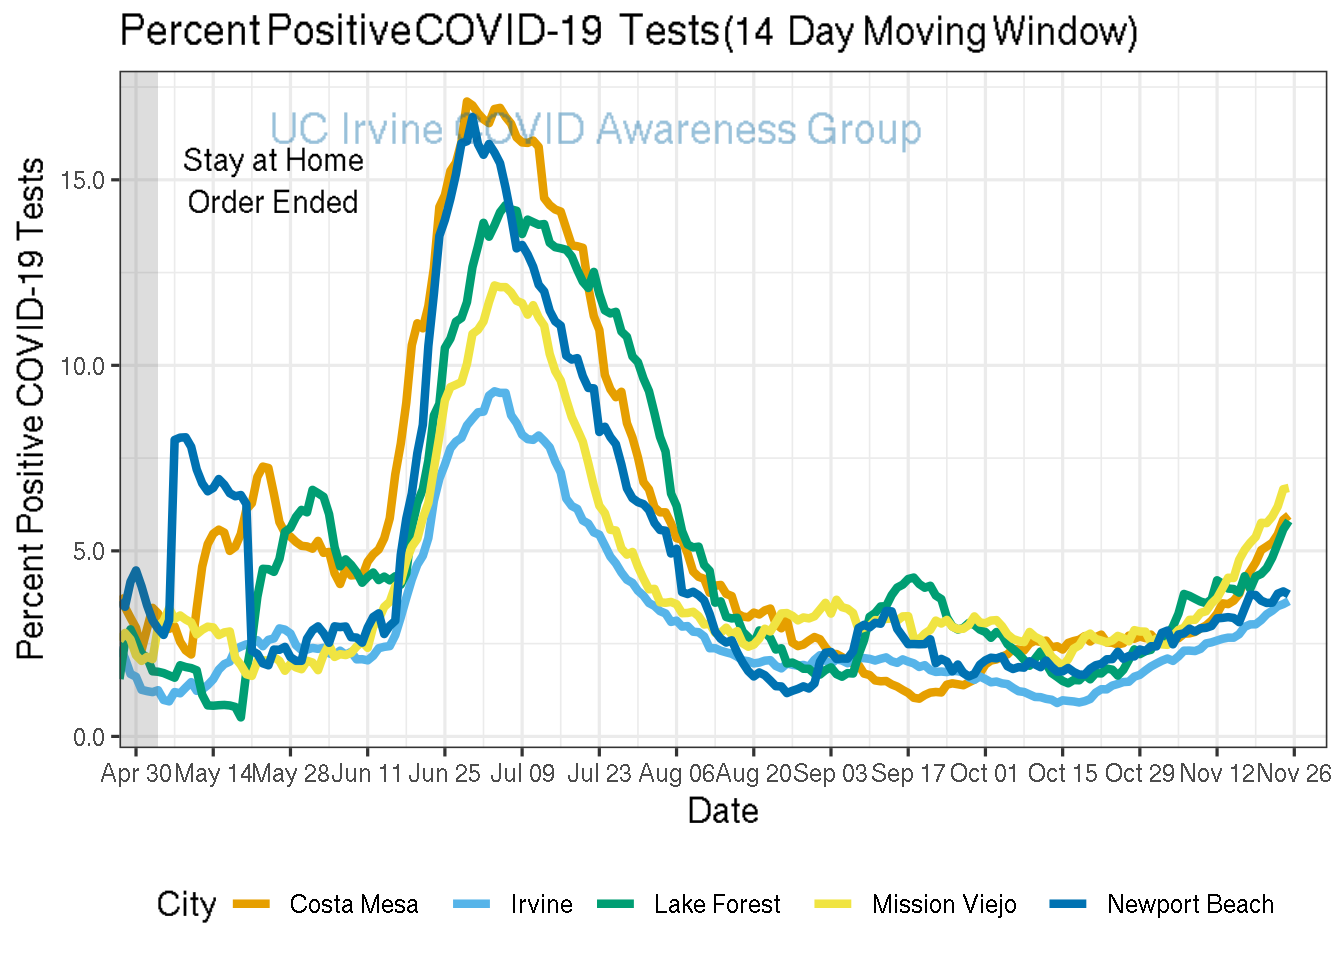 Percent Positive COVID-19 Tests(14 Day Moving Window)
UC Irvine COVID Awareness Group
Stay at Home
Order Ended
Percent Positive COVID-19 Tests
15.0
10.0
5.0
0.0
Apr 30 May 14 May 28 Jun 11 Jun 25 Jul 09 Jul 23 Aug 06 Aug 20 Sep 03 Sep 17 Oct 01 Oct 15 Oct 29 Nov 12 Nov 26
Date
City Costa Mesa Irvine Lake Forest Mission Viejo Newport Beach